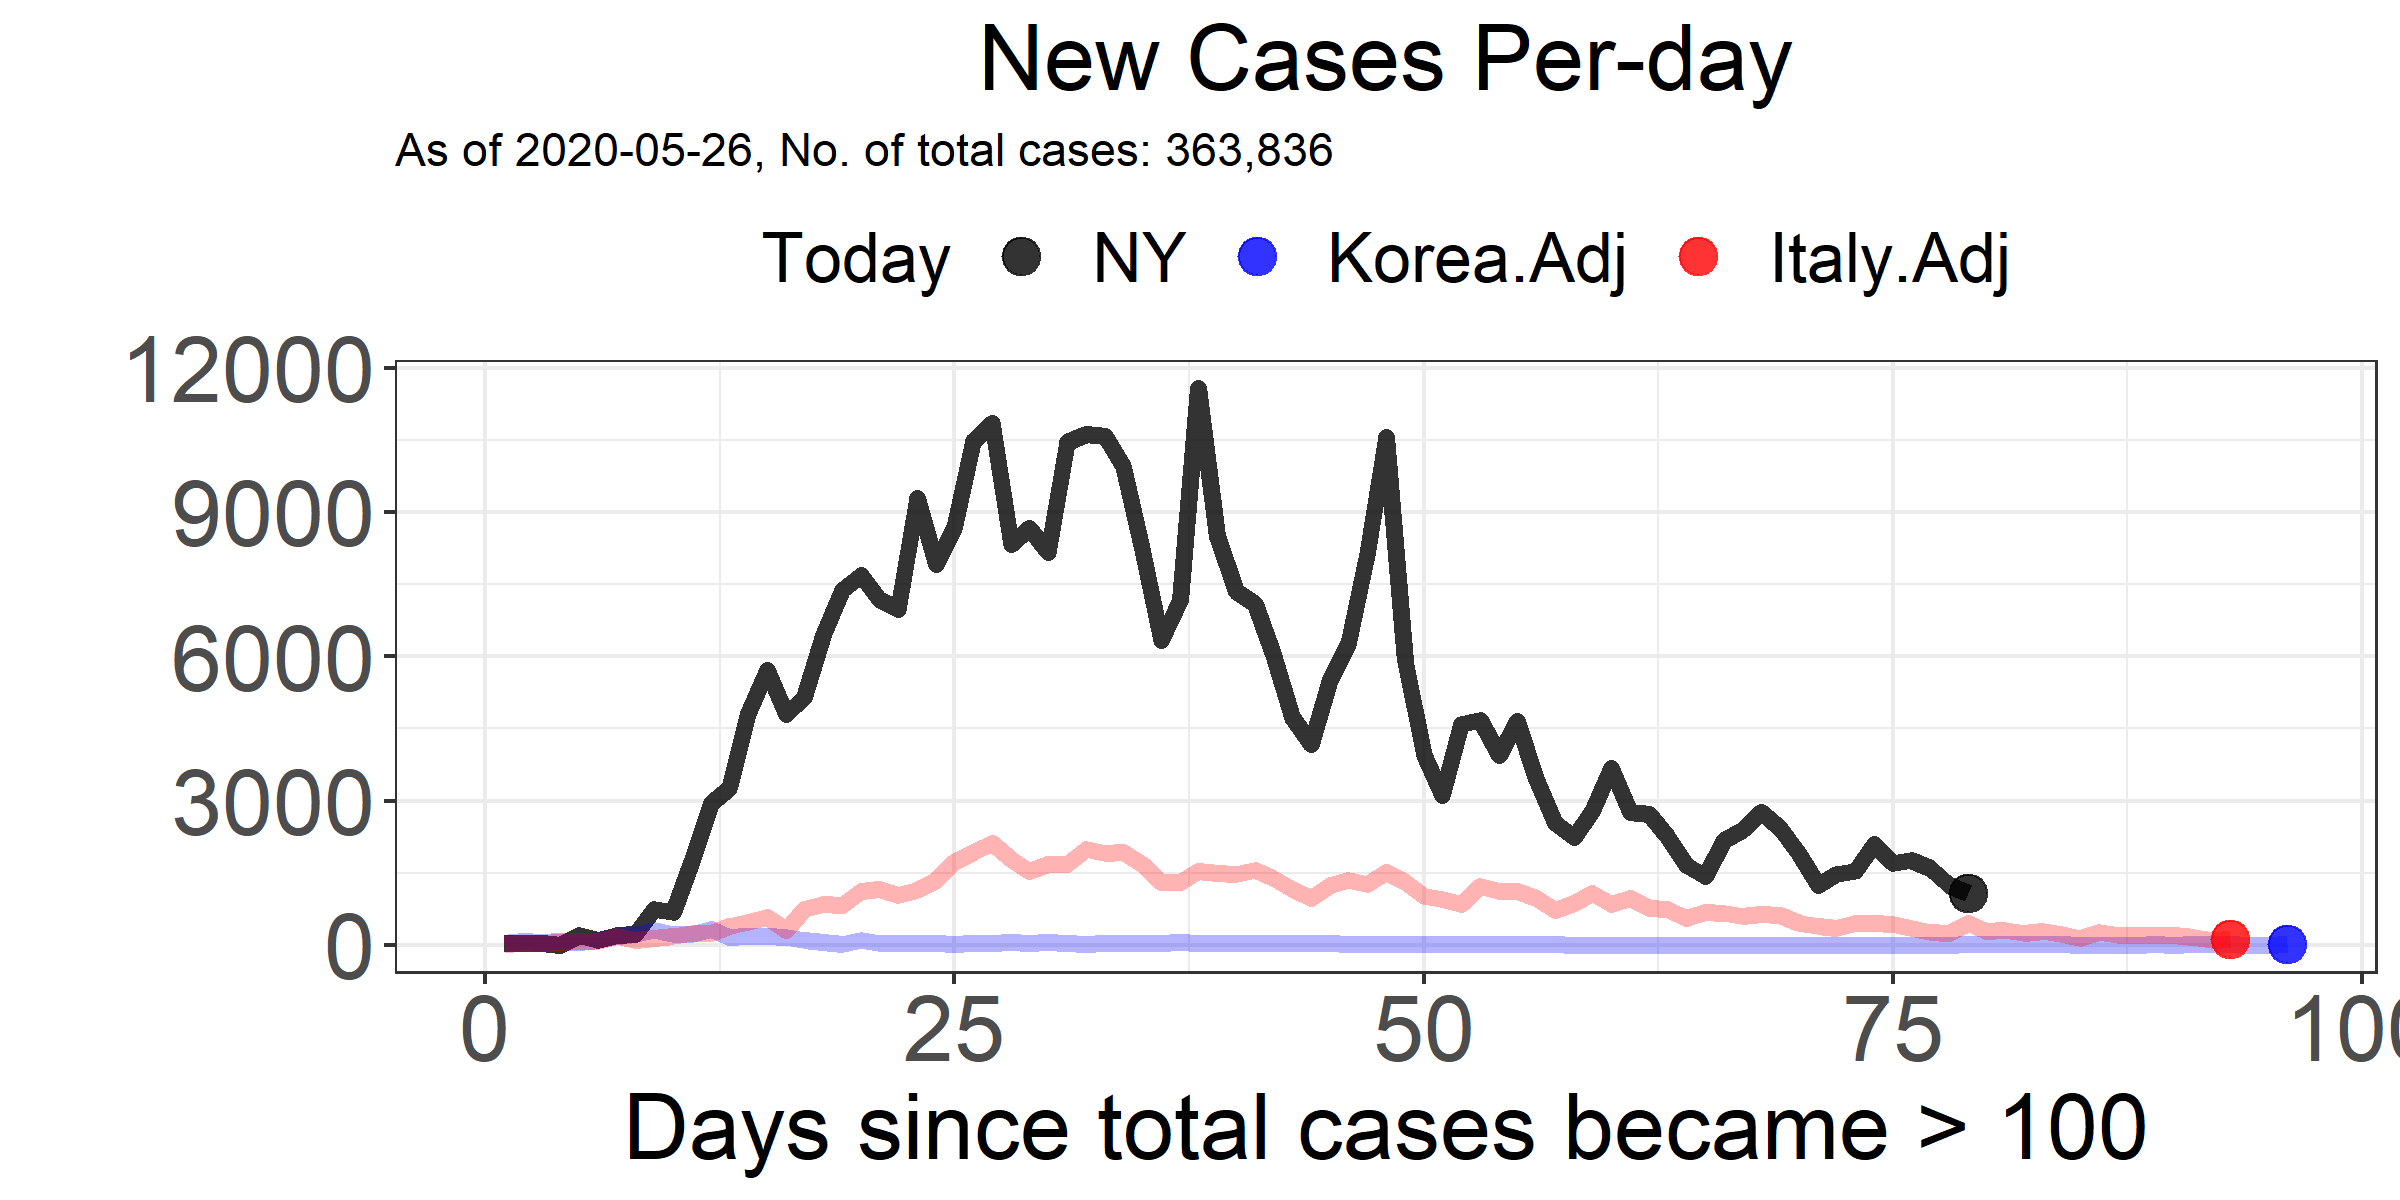 New Cases Per-day
As of 2020-05-26, No. of total cases: 363,836
Today NY Korea.Adj Italy.Adj
12000
9000
6000
3000
0
0 25 50 75 100
Days since total cases became > 100